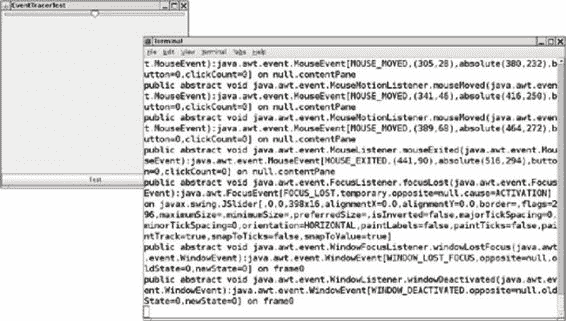 EventTracerTest
Test
Terminal
File Edit View Terminal Tabs Help
t.MouseEvent):java.awt.event.MouseEvent[MOUSE_MOVED,(305,28),absolute(380,232),b
utton=0,clickCount=0] on null.contentPane
public abstract void java.awt.event.MouseMotionListener.mouseMoved(java.awt.even
t.MouseEvent):java.awt.event.MouseEvent[MOUSE_MOVED,(341,46),absolute(416,250),b
utton=0,clickCount=0] on null.contentPane
public abstract void java.awt.event.MouseMotionListener.mouseMoved(java.awt.even
t.MouseEvent):java.awt.event.MouseEvent[MOUSE_MOVED,(389,68),absolute(464,272),b
utton=0,clickCount=0] on null.contentPane
public abstract void java.awt.event.MouseListener.mouseExited(java.awt.event.Mou
seEvent):java.awt.event.MouseEvent[MOUSE_EXITED,(441,90),absolute(516,294),butto
n=0,clickCount=0] on null.contentPane
public abstract void java.awt.event.FocusListener.focusLost(java.awt.event.Focus
Event):java.awt.FocusEvent[FOCUS_LOST,temporary,opposite=null,cause=ACTIVATION]
on javax.swing.JSlider[,0,0,398x16,alignmentX=0.0,alignmentY=0.0,border=,flags=2
96,maximumSize=,minimumSize=,preferredSize=,isInverted=false,majorTickSpacing=0,
minorTickSpacing=0,orientation=HORIZONTAL,paintLabels=false,paintTicks=false,pai
ntTrack=true,snapToTicks=false,snapToValue=true]
public abstract void java.awt.event.WindowFocusListener.windowLostFocus(java.awt
.event.WindowEvent):java.awt.event.WindowEvent[WINDOW_LOST_FOCUS,opposite=null,o
ldState=0,newState=0] on frame0
public abstract void java.awt.event.WindowListener.windowDeactivated(java.awt.ev
ent.WindowEvent):java.awt.event.WindowEvent[WINDOW_DEACTIVATED,opposite=null,old
State=0,newState=0] on frame0